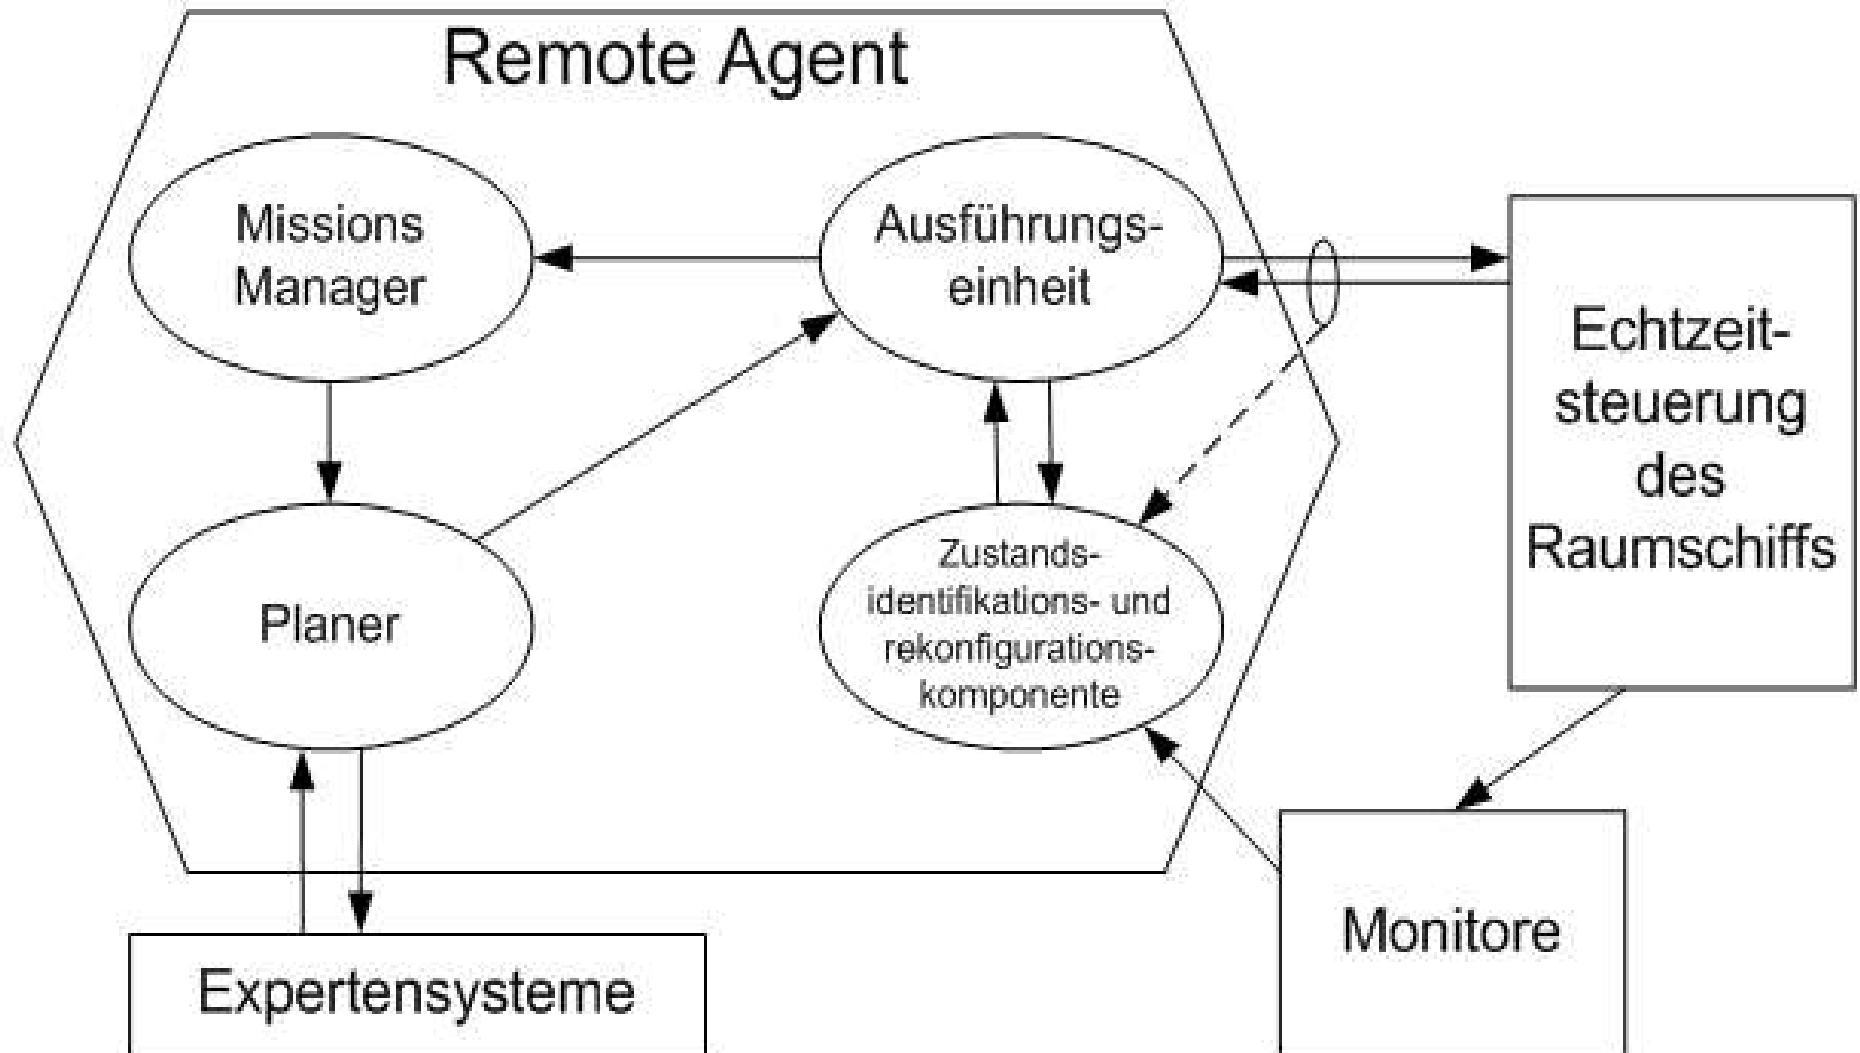 Remote Agent
Missions
Manager
Ausführungs-
einheit
Echtzeit-
steuerung
des
Raumschiffs
Planer
Zustands-
identifikations- und
rekonfigurations-
komponente
Monitore
Expertensysteme